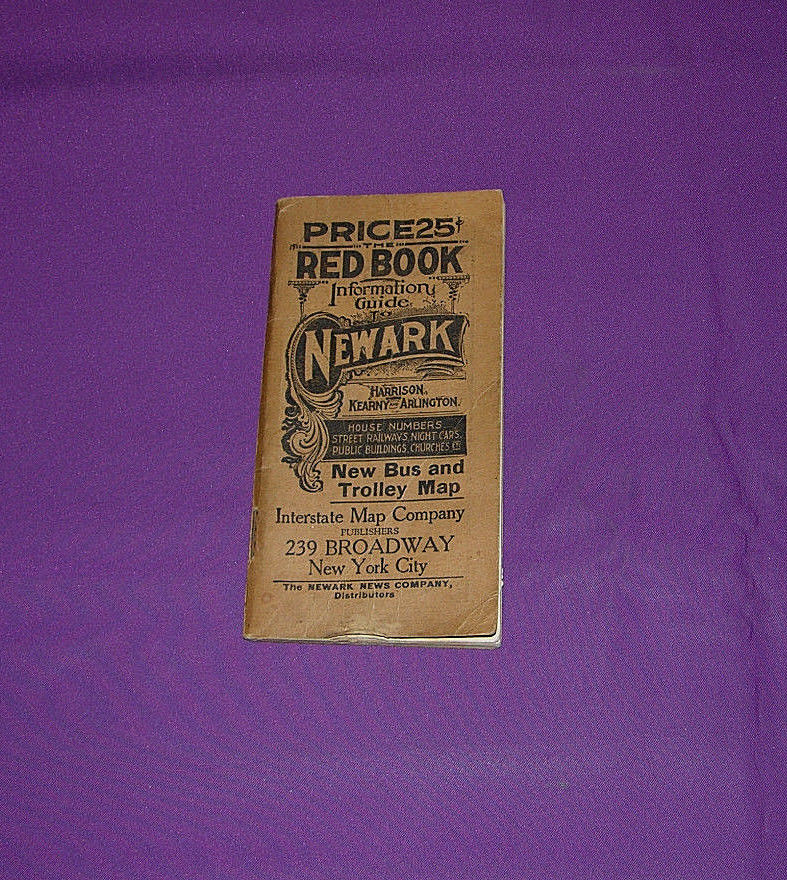 PRICE 25¢
THE
RED BOOK
Information
Guide
TO
NEWARK
HARRISON,
KEARNY AND ARLINGTON.
HOUSE NUMBERS
STREET RAILWAYS, NIGHT CARS,
PUBLIC BUILDINGS, CHURCHES ETC
New Bus and
Trolley Map
Interstate Map Company
PUBLISHERS
239 BROADWAY
New York City
The NEWARK NEWS COMPANY,
Distributors